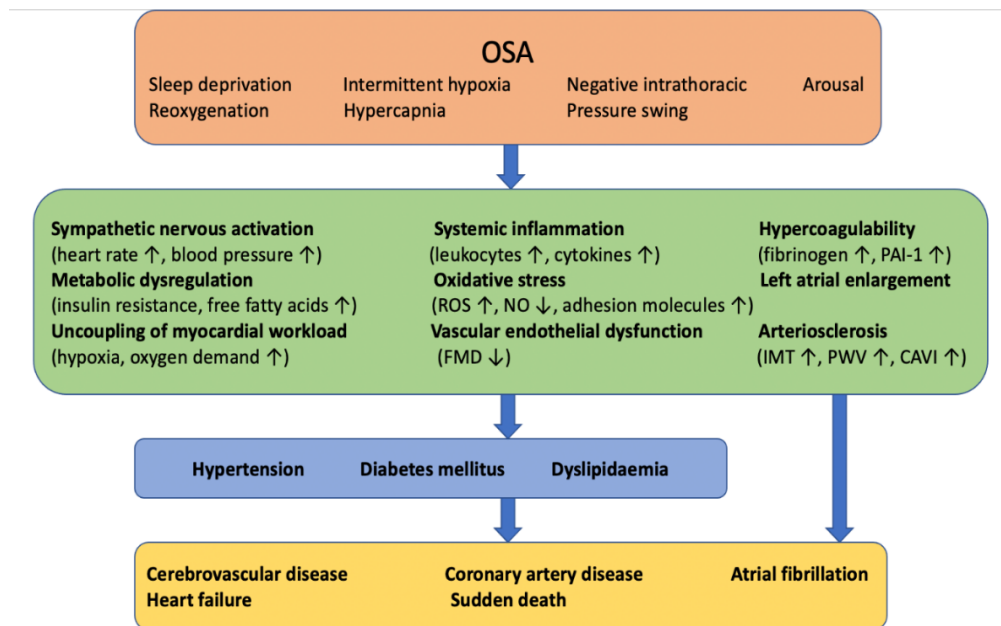 OSA
Sleep deprivation Intermittent hypoxia Negative intrathoracic Arousal
Reoxygenation Hypercapnia Pressure swing
Sympathetic nervous activation Systemic inflammation Hypercoagulability
(heart rate ↑, blood pressure ↑) (leukocytes ↑, cytokines ↑) (fibrinogen ↑, PAI-1 ↑)
Metabolic dysregulation Oxidative stress Left atrial enlargement
(insulin resistance, free fatty acids ↑) (ROS ↑, NO ↓, adhesion molecules ↑)
Uncoupling of myocardial workload Vascular endothelial dysfunction Arteriosclerosis
(hypoxia, oxygen demand ↑) (FMD ↓) (IMT ↑, PWV ↑, CAVI ↑)
Hypertension Diabetes mellitus Dyslipidaemia
Cerebrovascular disease Coronary artery disease Atrial fibrillation
Heart failure Sudden death